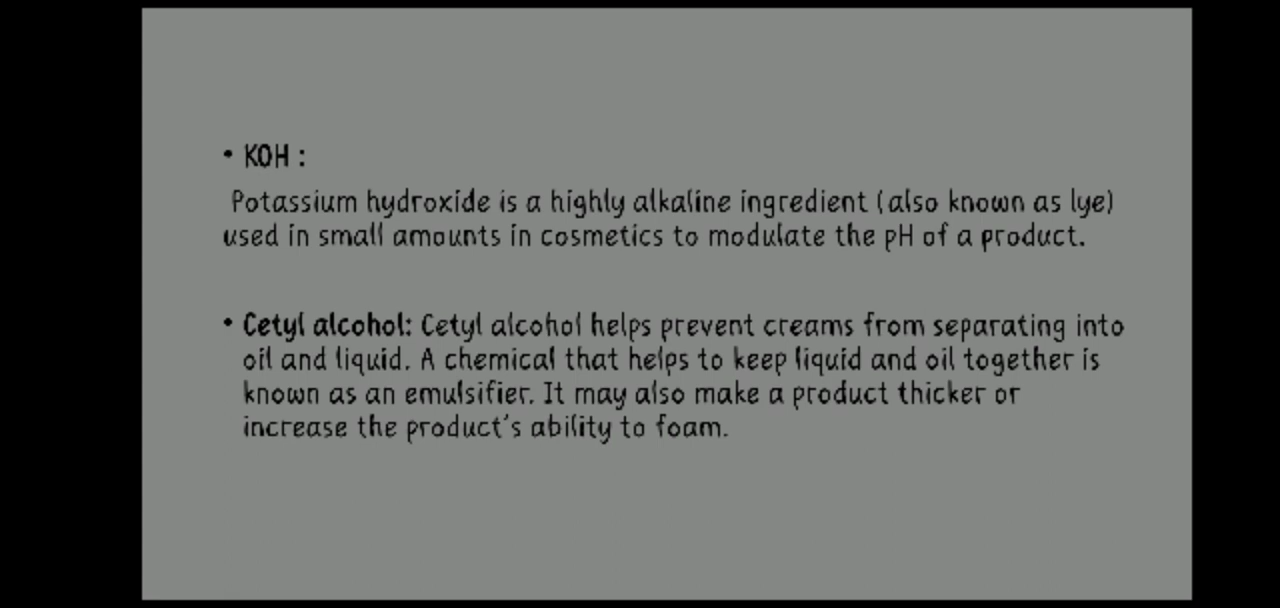 • KOH :
Potassium hydroxide is a highly alkaline ingredient (also known as lye)
used in small amounts in cosmetics to modulate the pH of a product.
• Cetyl alcohol: Cetyl alcohol helps prevent creams from separating into
oil and liquid. A chemical that helps to keep liquid and oil together is
known as an emulsifier. It may also make a product thicker or
increase the product's ability to foam.